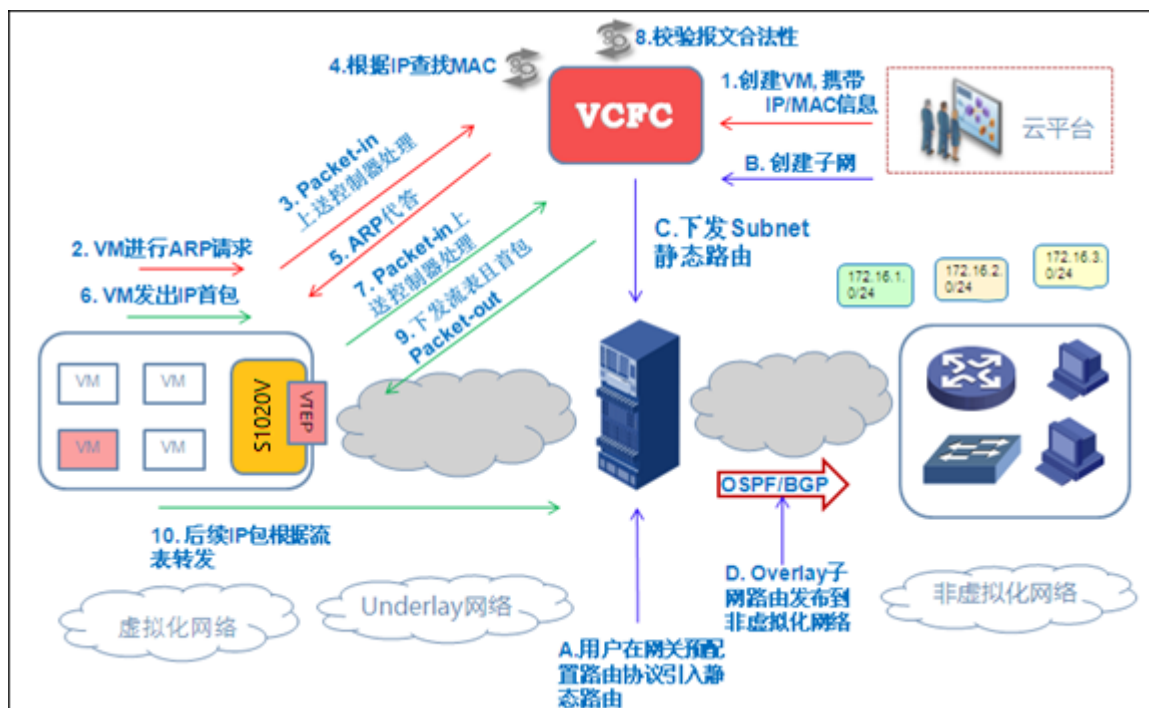 8.校验报文合法性
4.根据IP查找MAC
VCFC
1.创建VM, 携带
IP/MAC信息
云平台
B. 创建子网
3. Packet-in
上送控制器处理
5. ARP代答
7. Packet-in上
送控制器处理
9.下发流表且首包
Packet-out
C.下发Subnet
静态路由
2. VM进行ARP请求
6. VM发出IP首包
172.16.1.
0/24
172.16.2.
0/24
172.16.3.
0/24
VM
VM
VM
VM
S1020V
VTEP
OSPF/BGP
10. 后续IP包根据流
表转发
D. Overlay子
网路由发布到
非虚拟化网络
虚拟化网络
Underlay网络
非虚拟化网络
A.用户在网关预配
置路由协议引入静
态路由